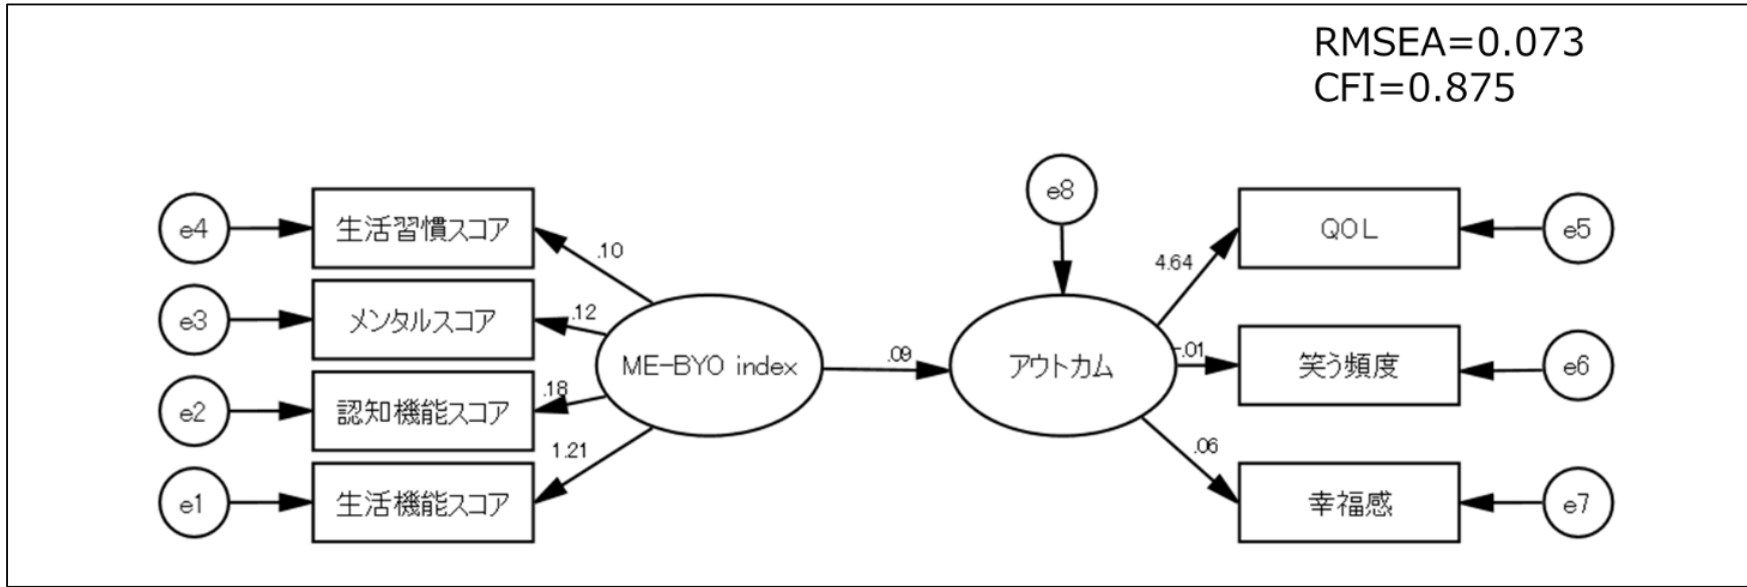 RMSEA=0.073
CFI=0.875
e8
e4
生活習慣スコア
.10
4.64
QOL
e5
e3
メンタルスコア
.12
ME-BYO index
.09
アウトカム
-.01
笑う頻度
e6
e2
認知機能スコア
.18
.06
e1
生活機能スコア
1.21
幸福感
e7